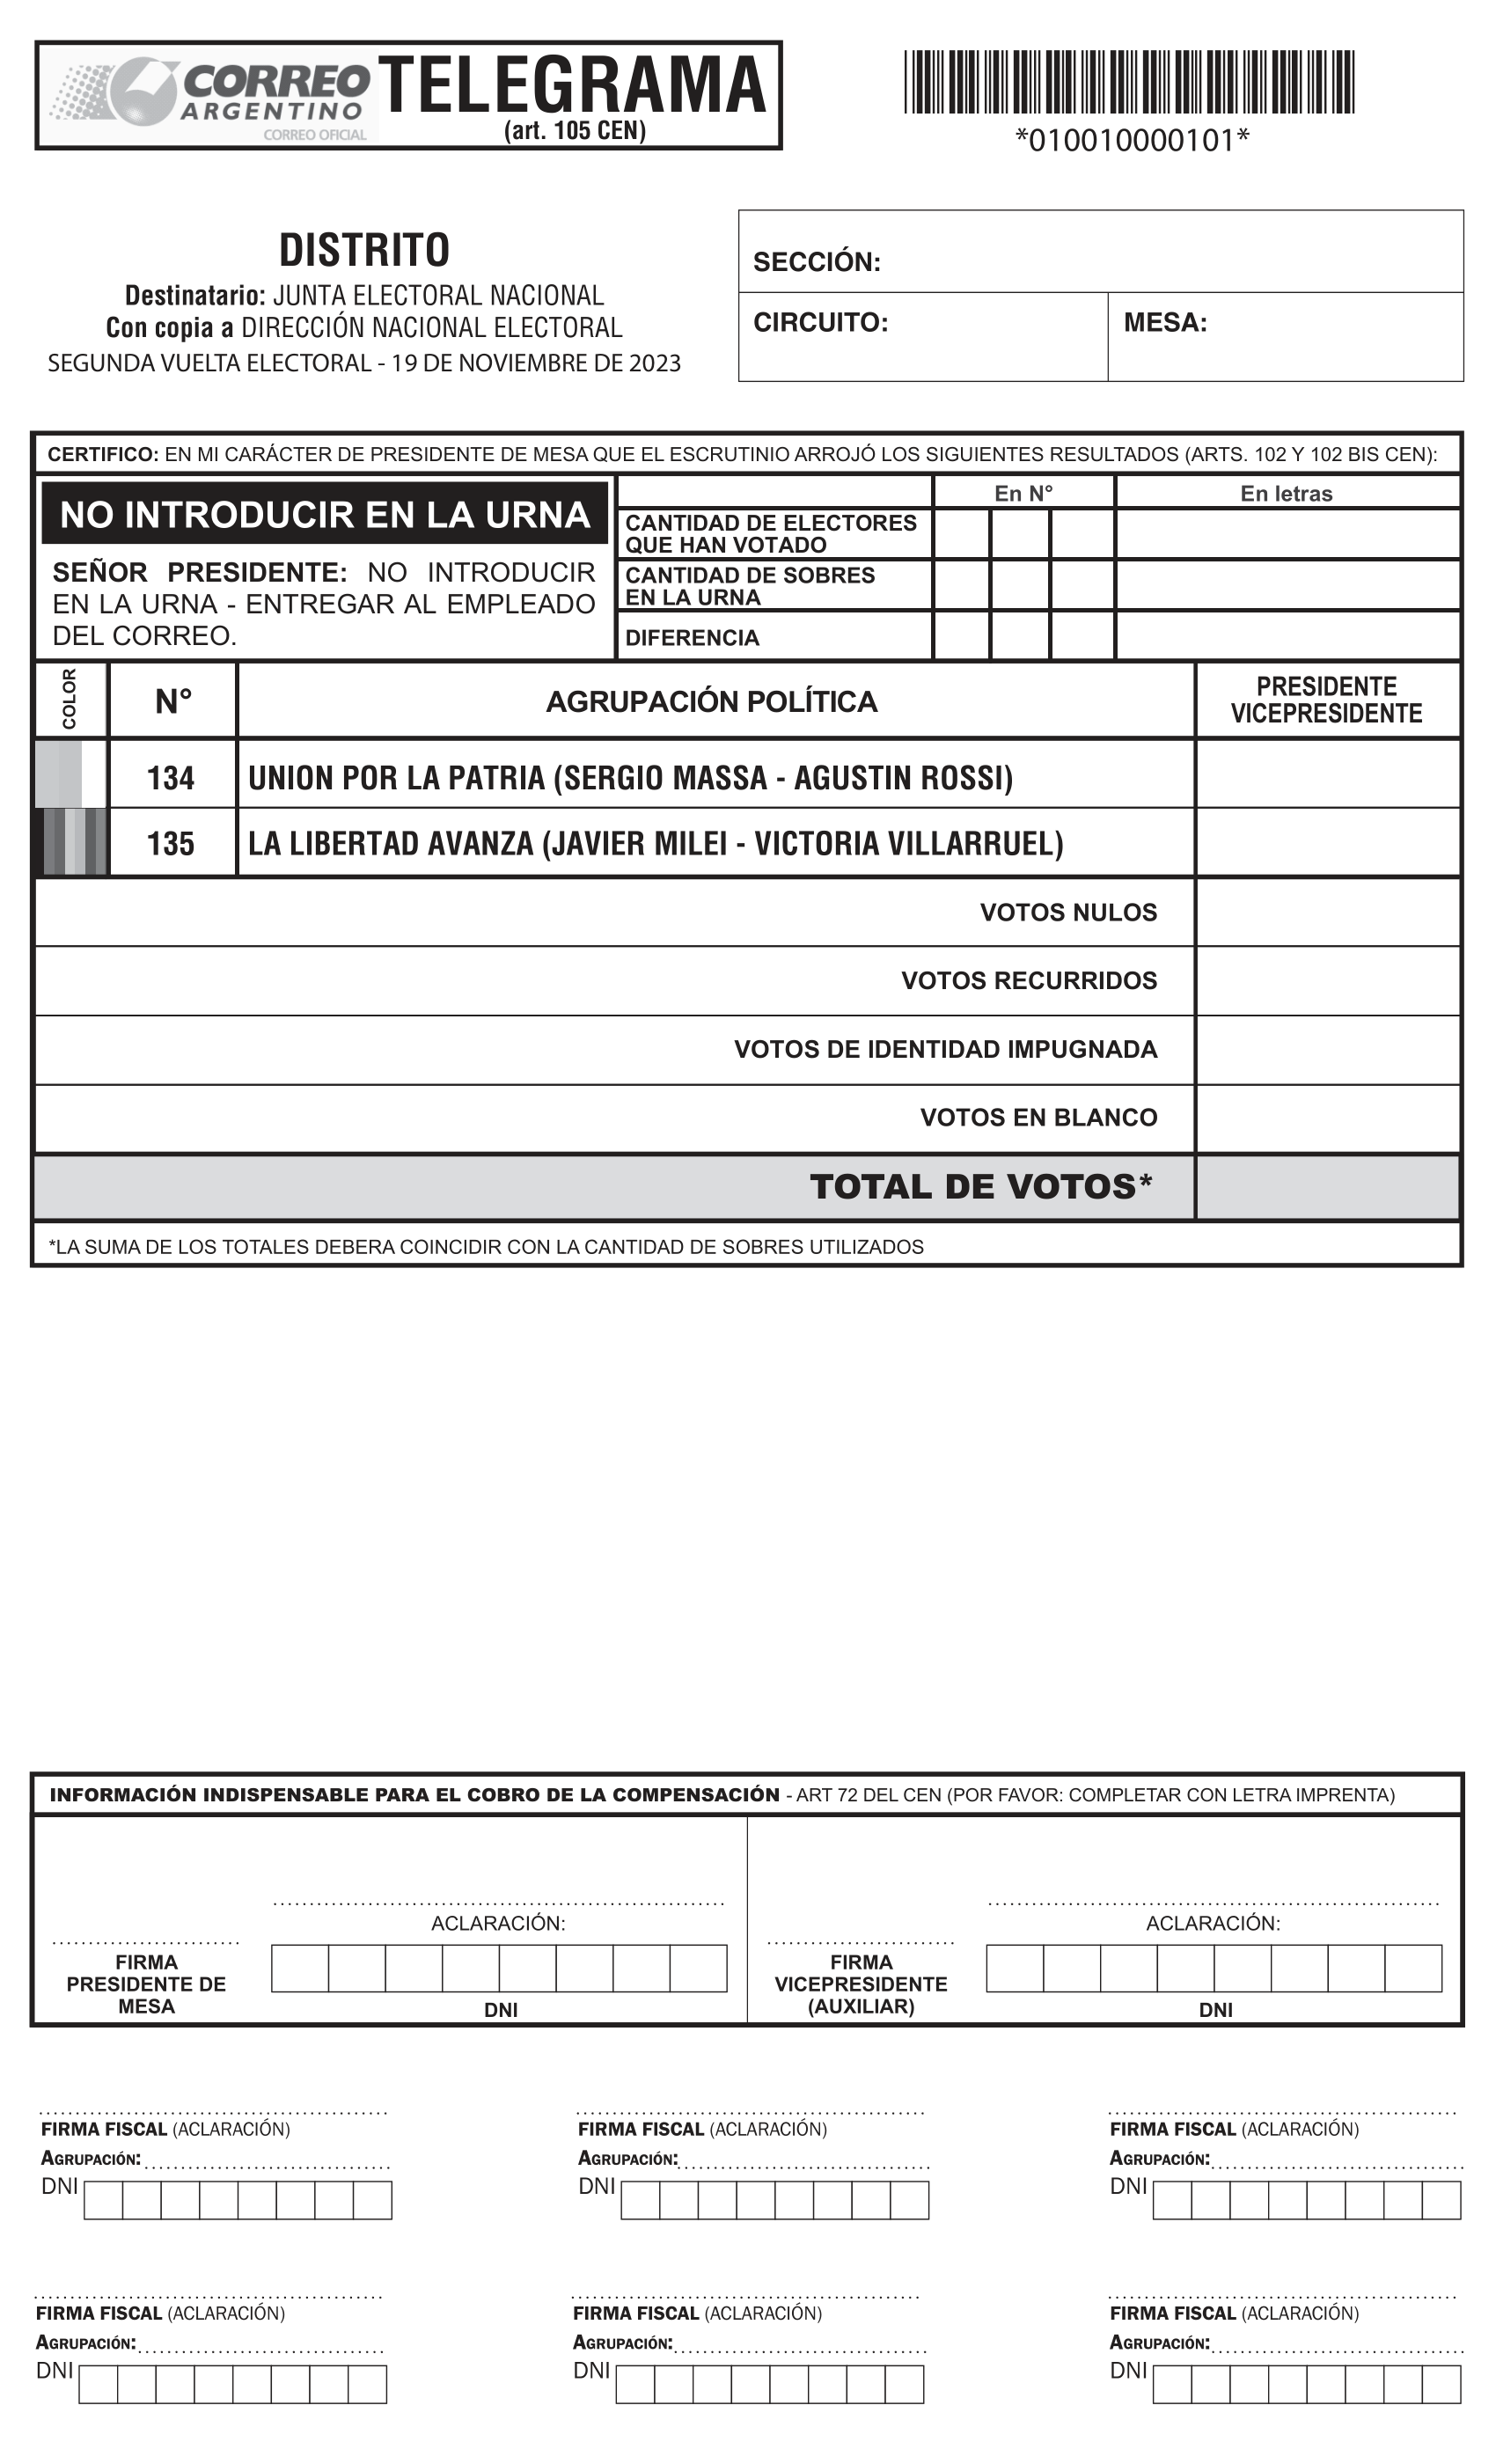 CORREO
ARGENTINO
CORREO OFICIAL
TELEGRAMA
(art. 105 CEN)
*010010000101*
DISTRITO
Destinatario: JUNTA ELECTORAL NACIONAL
Con copia a DIRECCIÓN NACIONAL ELECTORAL
SEGUNDA VUELTA ELECTORAL - 19 DE NOVIEMBRE DE 2023
SECCIÓN:
CIRCUITO:
MESA:
CERTIFICO: EN MI CARÁCTER DE PRESIDENTE DE MESA QUE EL ESCRUTINIO ARROJÓ LOS SIGUIENTES RESULTADOS (ARTS. 102 Y 102 BIS CEN):
NO INTRODUCIR EN LA URNA
SEÑOR PRESIDENTE: NO INTRODUCIR
EN LA URNA - ENTREGAR AL EMPLEADO
DEL CORREO.
En N°
En letras
CANTIDAD DE ELECTORES
QUE HAN VOTADO
CANTIDAD DE SOBRES
EN LA URNA
DIFERENCIA
COLOR
N°
AGRUPACIÓN POLÍTICA
PRESIDENTE
VICEPRESIDENTE
134
UNION POR LA PATRIA (SERGIO MASSA - AGUSTIN ROSSI)
135
LA LIBERTAD AVANZA (JAVIER MILEI - VICTORIA VILLARRUEL)
VOTOS NULOS
VOTOS RECURRIDOS
VOTOS DE IDENTIDAD IMPUGNADA
VOTOS EN BLANCO
TOTAL DE VOTOS*
*LA SUMA DE LOS TOTALES DEBERA COINCIDIR CON LA CANTIDAD DE SOBRES UTILIZADOS
INFORMACIÓN INDISPENSABLE PARA EL COBRO DE LA COMPENSACIÓN - ART 72 DEL CEN (POR FAVOR: COMPLETAR CON LETRA IMPRENTA)
ACLARACIÓN:
FIRMA
PRESIDENTE DE
MESA
DNI
ACLARACIÓN:
FIRMA
VICEPRESIDENTE
(AUXILIAR)
DNI
FIRMA FISCAL (ACLARACIÓN)
AGRUPACIÓN:
DNI
FIRMA FISCAL (ACLARACIÓN)
AGRUPACIÓN:
DNI
FIRMA FISCAL (ACLARACIÓN)
AGRUPACIÓN:
DNI
FIRMA FISCAL (ACLARACIÓN)
AGRUPACIÓN:
DNI
FIRMA FISCAL (ACLARACIÓN)
AGRUPACIÓN:
DNI
FIRMA FISCAL (ACLARACIÓN)
AGRUPACIÓN:
DNI